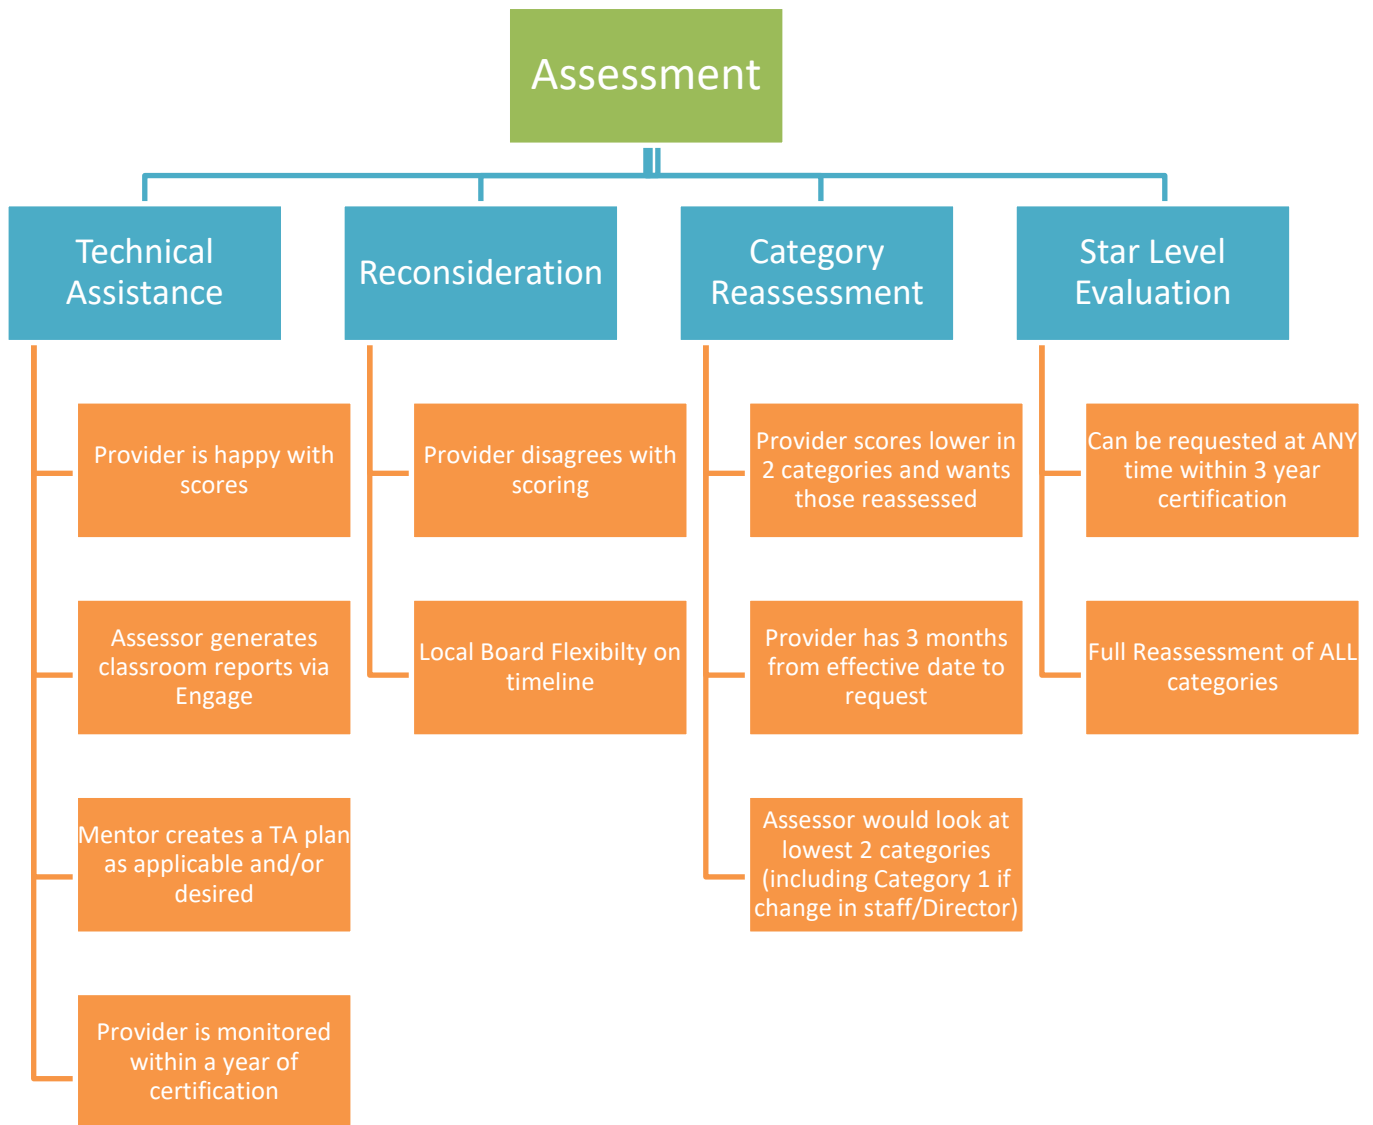 Assessment
Technical
Assistance
Reconsideration
Category
Reassessment
Star Level
Evaluation
Provider is happy with
scores
Assessor generates
classroom reports via
Engage
Mentor creates a TA plan
as applicable and/or
desired
Provider is monitored
within a year of
certification
Provider disagrees with
scoring
Local Board Flexibilty on
timeline
Provider scores lower in
2 categories and wants
those reassessed
Provider has 3 months
from effective date to
request
Assessor would look at
lowest 2 categories
(including Category 1 if
change in staff/Director)
Can be requested at ANY
time within 3 year
certification
Full Reassessment of ALL
categories